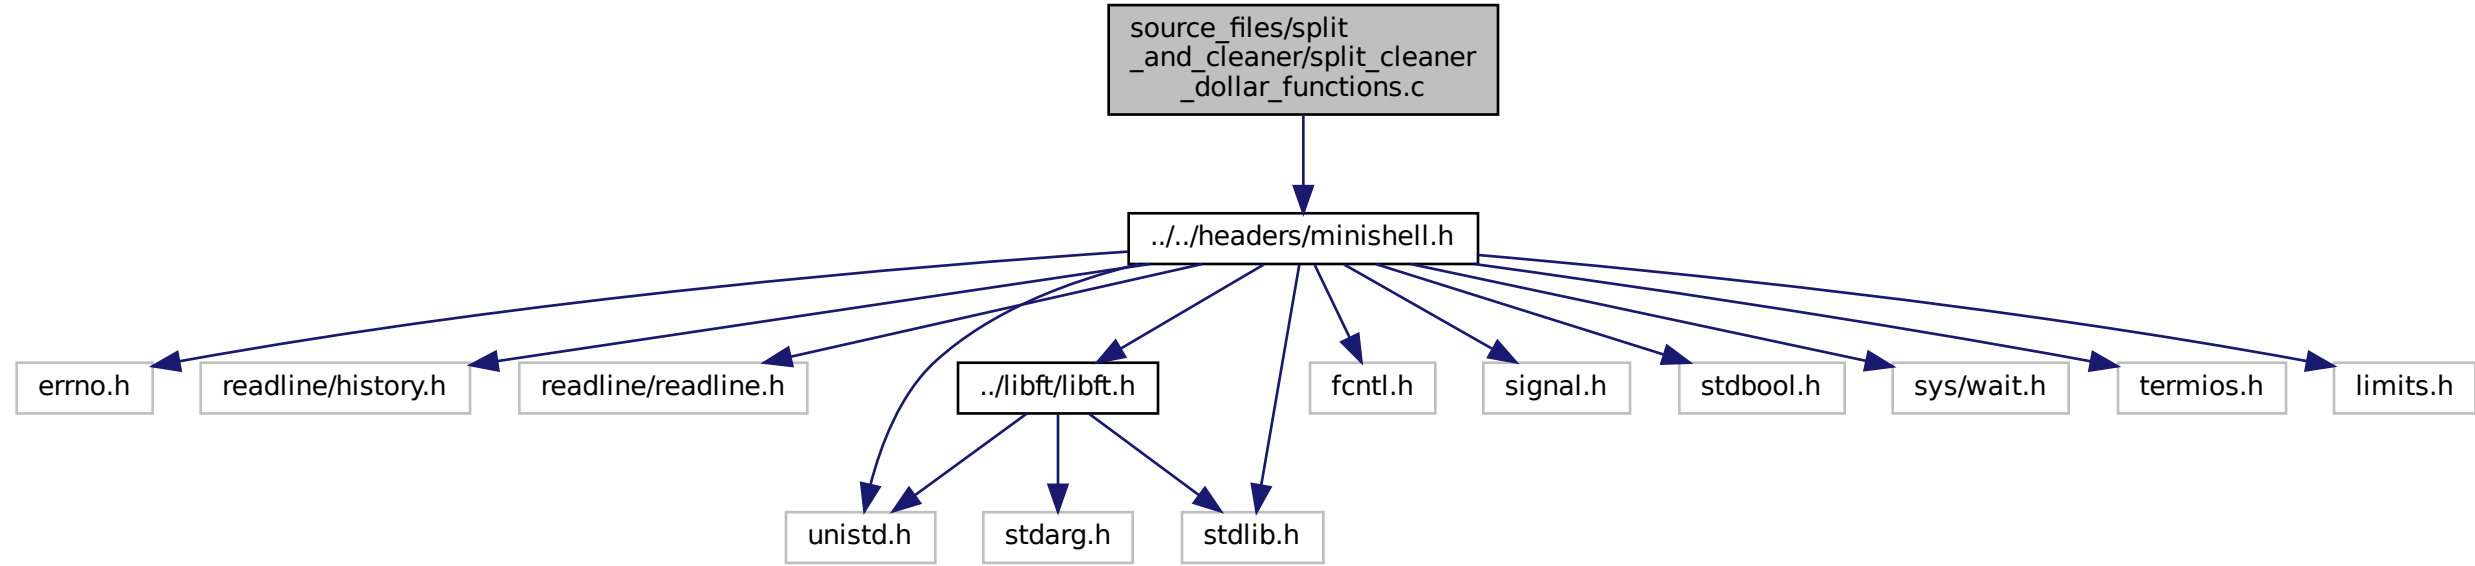 source_files/split
_and_cleaner/split_cleaner
_dollar_functions.c
../../headers/minishell.h
errno.h
readline/history.h
readline/readline.h
../libft/libft.h
fcntl.h
signal.h
stdbool.h
sys/wait.h
termios.h
limits.h
unistd.h
stdarg.h
stdlib.h